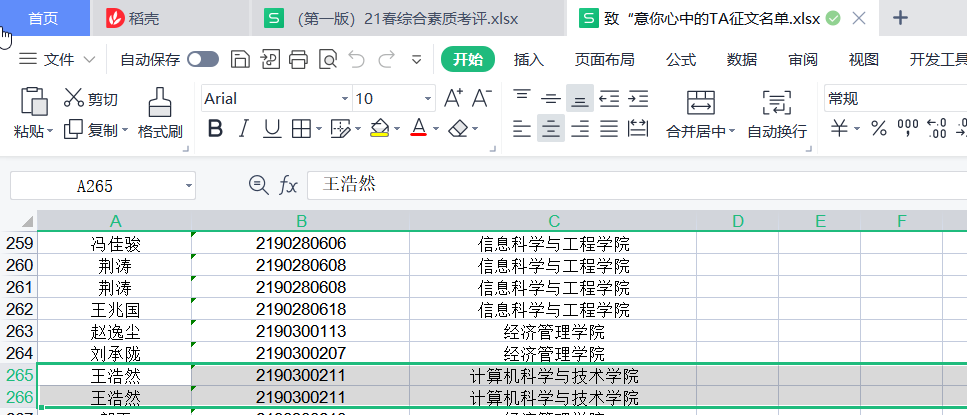 首页 稻壳 (第一版）21春综合素质考评.xlsx 致“意你心中的TA征文名单.xlsx
文件 自动保存 开始 插入 页面布局 公式 数据 审阅 视图 开发工具
粘贴 剪切 复制 格式刷 Arial 10 A+ A- 合并居中 自动换行 常规
B I U A ¥ % 000 .00
A265 fx 王浩然
A B C D E F
259 冯佳骏 2190280606 信息科学与工程学院
260 荆涛 2190280608 信息科学与工程学院
261 荆涛 2190280608 信息科学与工程学院
262 王兆国 2190280618 信息科学与工程学院
263 赵逸尘 2190300113 经济管理学院
264 刘承陇 2190300207 经济管理学院
265 王浩然 2190300211 计算机科学与技术学院
266 王浩然 2190300211 计算机科学与技术学院